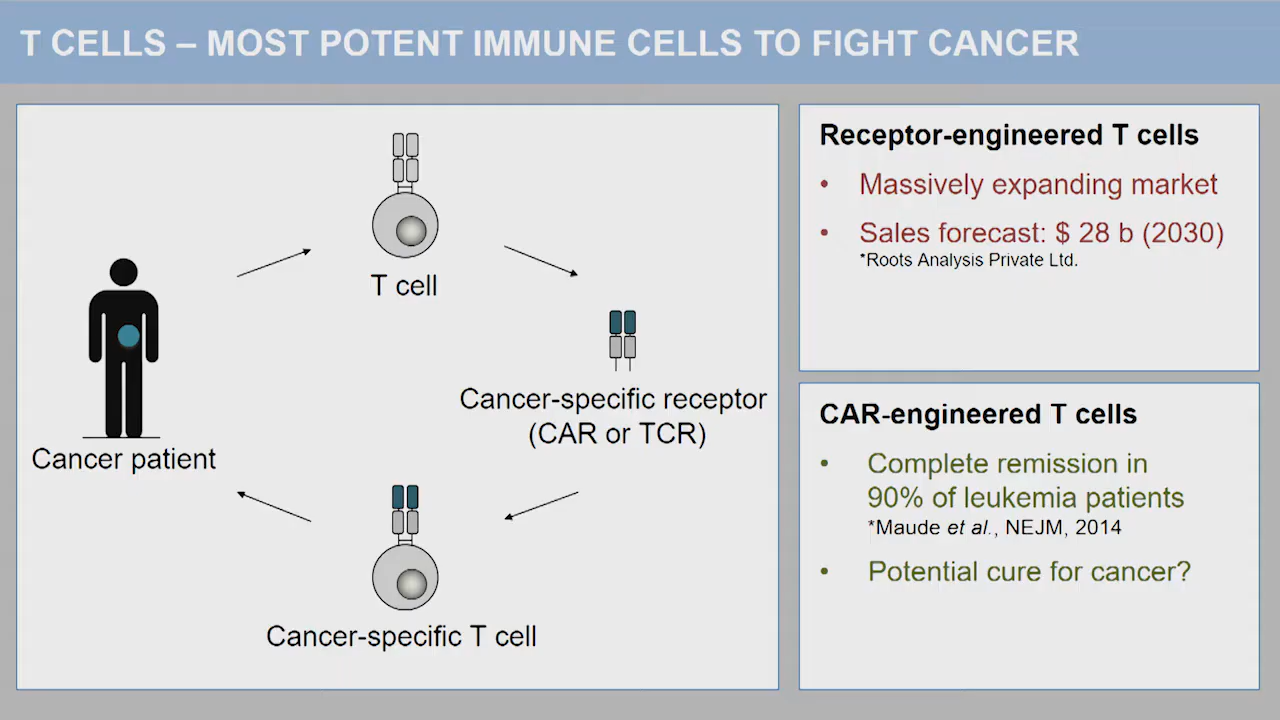 T CELLS – MOST POTENT IMMUNE CELLS TO FIGHT CANCER
T cell
Cancer-specific receptor
(CAR or TCR)
Cancer patient
Cancer-specific T cell
Receptor-engineered T cells
• Massively expanding market
• Sales forecast: $ 28 b (2030)
*Roots Analysis Private Ltd.
CAR-engineered T cells
• Complete remission in
90% of leukemia patients
*Maude et al., NEJM, 2014
• Potential cure for cancer?